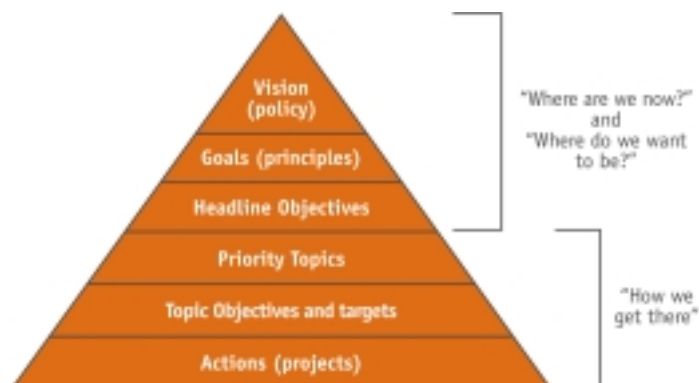 Vision
(policy)
Goals (principles)
Headline Objectives
Priority Topics
Topic Objectives and targets
Actions (projects)
"Where are we now?"
and
"Where do we want
to be?"
"How we
get there"